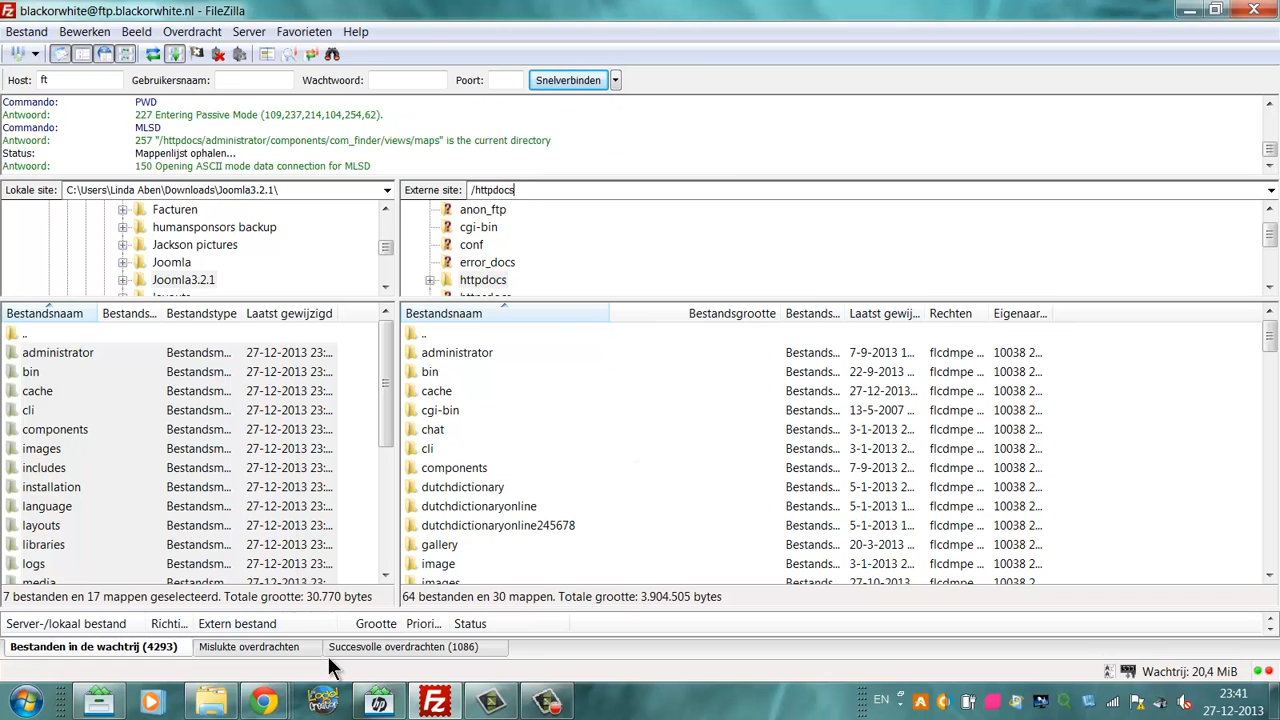 blackorwhite@ftp.blackorwhite.nl - FileZilla
Bestand Bewerken Beeld Overdracht Server Favorieten Help
Host: ft Gebruikersnaam: Wachtwoord: Poort: Snelverbinden
Commando: PWD
Antwoord: 227 Entering Passive Mode (109,237,214,104,254,62).
Commando: MLSD
Antwoord: 257 "/httpdocs/administrator/components/com_finder/views/maps" is the current directory
Status: Mappenlijst ophalen...
Antwoord: 150 Opening ASCII mode data connection for MLSD
Lokale site: C:\Users\Linda Aben\Downloads\Joomla3.2.1\ Externe site: /httpdocs
Facturen anon_ftp
humansponsors backup cgi-bin
Jackson pictures conf
Joomla error_docs
Joomla3.2.1 httpdocs
Bestandsnaam Bestands... Bestandstype Laatst gewijzigd Bestandsnaam Bestandsgrootte Bestands... Laatst gewij... Rechten Eigenaar...
.. ..
administrator Bestandsm... 27-12-2013 23:... administrator Bestands... 7-9-2013 1... flcdmpe ... 10038 2...
bin Bestandsm... 27-12-2013 23:... bin Bestands... 22-9-2013 ... flcdmpe ... 10038 2...
cache Bestandsm... 27-12-2013 23:... cache Bestands... 27-12-2013... flcdmpe ... 10038 2...
cli Bestandsm... 27-12-2013 23:... cgi-bin Bestands... 13-5-2007 ... flcdmpe ... 10038 2...
components Bestandsm... 27-12-2013 23:... chat Bestands... 3-1-2013 2... flcdmpe ... 10038 2...
images Bestandsm... 27-12-2013 23:... cli Bestands... 3-1-2013 2... flcdmpe ... 10038 2...
includes Bestandsm... 27-12-2013 23:... components Bestands... 7-9-2013 2... flcdmpe ... 10038 2...
installation Bestandsm... 27-12-2013 23:... dutchdictionary Bestands... 5-1-2013 2... flcdmpe ... 10038 2...
language Bestandsm... 27-12-2013 23:... dutchdictionaryonline Bestands... 5-1-2013 1... flcdmpe ... 10038 2...
layouts Bestandsm... 27-12-2013 23:... dutchdictionaryonline245678 Bestands... 5-1-2013 1... flcdmpe ... 10038 2...
libraries Bestandsm... 27-12-2013 23:... gallery Bestands... 20-3-2013 ... flcdmpe ... 10038 2...
logs Bestandsm... 27-12-2013 23:... image Bestands... 3-1-2013 2... flcdmpe ... 10038 2...
media Bestandsm... 27-12-2013 23:... images Bestands... 27-10-2013 flcdmpe ... 10038 2...
7 bestanden en 17 mappen geselecteerd. Totale grootte: 30.770 bytes 64 bestanden en 30 mappen. Totale grootte: 3.904.505 bytes
Server-/lokaal bestand Richti... Extern bestand Grootte Priori... Status
Bestanden in de wachtrij (4293) Mislukte overdrachten Succesvolle overdrachten (1086)
Wachtrij: 20,4 MiB
EN 23:41
27-12-2013